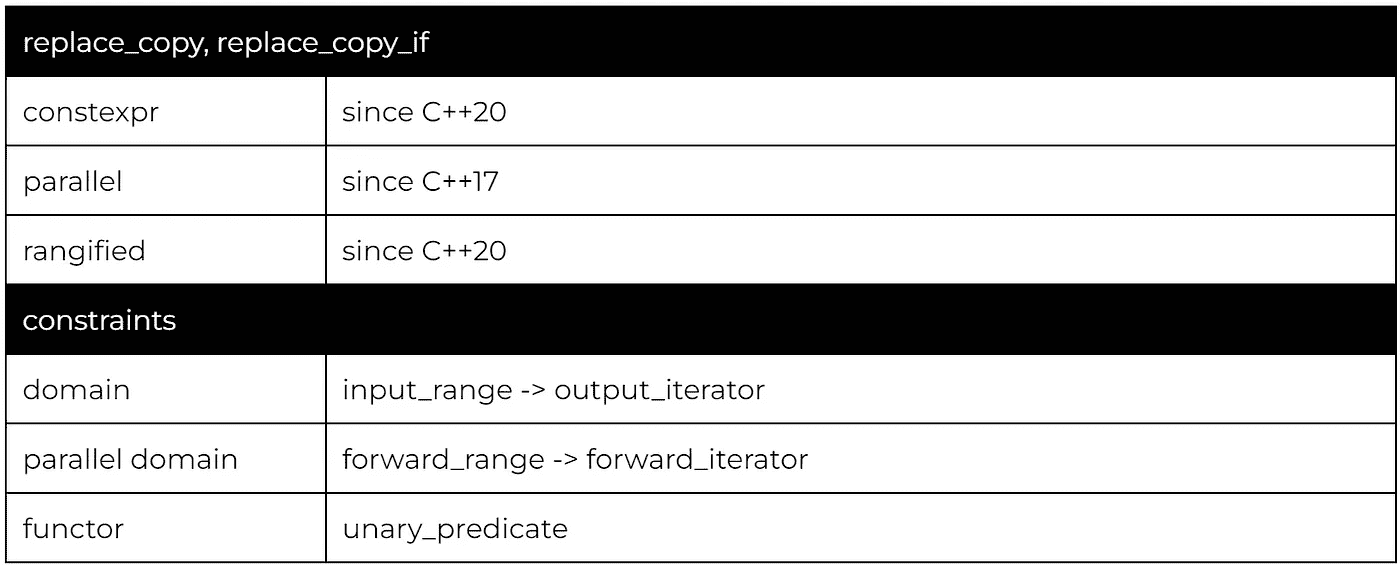 replace_copy, replace_copy_if
constexpr since C++20
parallel since C++17
rangified since C++20
constraints
domain input_range -> output_iterator
parallel domain forward_range -> forward_iterator
functor unary_predicate